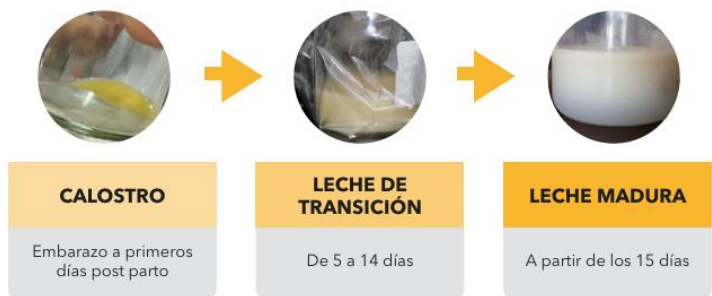 CALOSTRO
Embarazo a primeros
días post parto
LECHE DE
TRANSICIÓN
De 5 a 14 días
LECHE MADURA
A partir de los 15 días